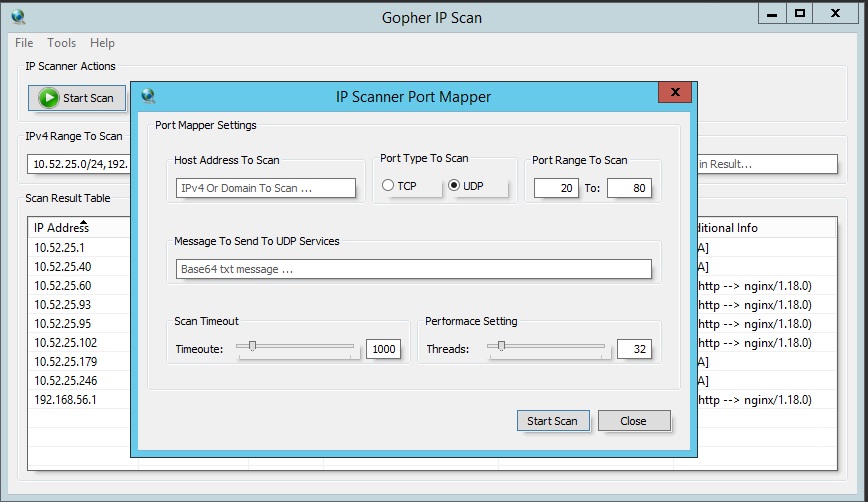 Gopher IP Scan
File Tools Help
IP Scanner Actions
Start Scan
IPv4 Range To Scan
10.52.25.0/24,192.
in Result...
Scan Result Table
IP Address
ditional Info
10.52.25.1
A]
10.52.25.40
A]
10.52.25.60
http --> nginx/1.18.0)
10.52.25.93
http --> nginx/1.18.0)
10.52.25.95
http --> nginx/1.18.0)
10.52.25.102
http --> nginx/1.18.0)
10.52.25.179
A]
10.52.25.246
A]
192.168.56.1
http --> nginx/1.18.0)
IP Scanner Port Mapper
Port Mapper Settings
Host Address To Scan
IPv4 Or Domain To Scan ...
Port Type To Scan
TCP UDP
Port Range To Scan
20 To: 80
Message To Send To UDP Services
Base64 txt message ...
Scan Timeout
Timeoute: 1000
Performace Setting
Threads: 32
Start Scan Close